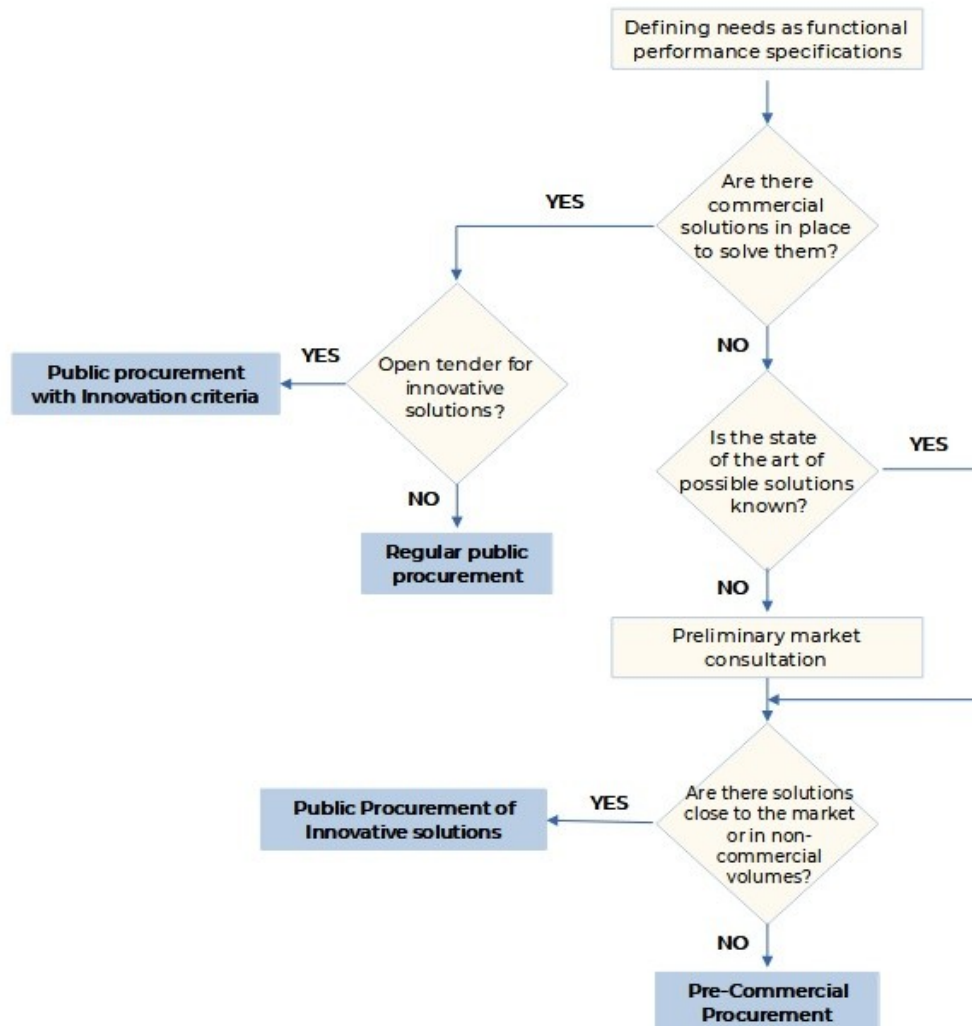 Defining needs as functional
performance specifications
Are there
commercial
solutions in place
to solve them?
YES
NO
Open tender for
innovative
solutions?
YES
Public procurement
with Innovation criteria
NO
Regular public
procurement
Is the state
of the art of
possible solutions
known?
YES
NO
Preliminary market
consultation
Are there solutions
close to the market
or in non-
commercial
volumes?
YES
Public Procurement of
Innovative solutions
NO
Pre-Commercial
Procurement